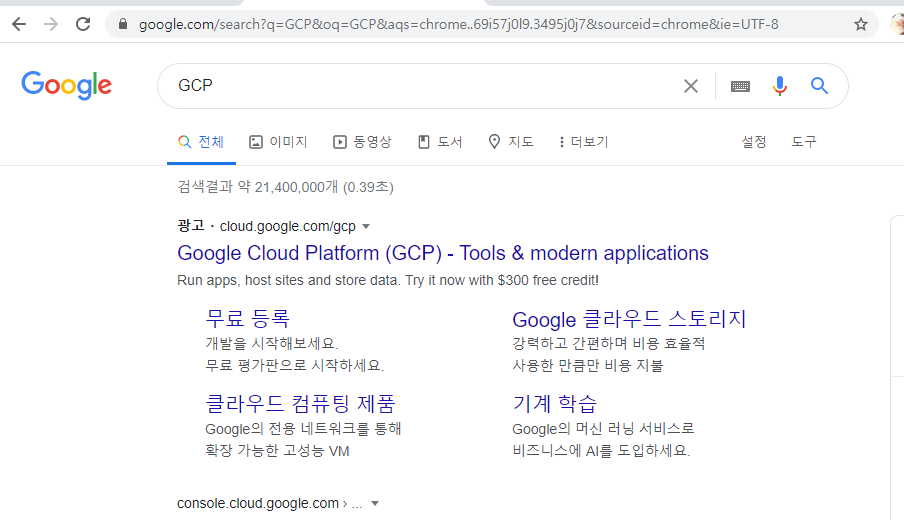 google.com/search?q=GCP&oq=GCP&aqs=chrome..69i57j0l9.3495j0j7&sourceid=chrome&ie=UTF-8
Google
GCP
전체 이미지 동영상 도서 지도 더보기 설정 도구
검색결과 약 21,400,000개 (0.39초)
광고 · cloud.google.com/gcp
Google Cloud Platform (GCP) - Tools & modern applications
Run apps, host sites and store data. Try it now with $300 free credit!
무료 등록
개발을 시작해보세요.
무료 평가판으로 시작하세요.
Google 클라우드 스토리지
강력하고 간편하며 비용 효율적
사용한 만큼만 비용 지불
클라우드 컴퓨팅 제품
Google의 전용 네트워크를 통해
확장 가능한 고성능 VM
기계 학습
Google의 머신 러닝 서비스로
비즈니스에 AI를 도입하세요.
console.cloud.google.com › ...